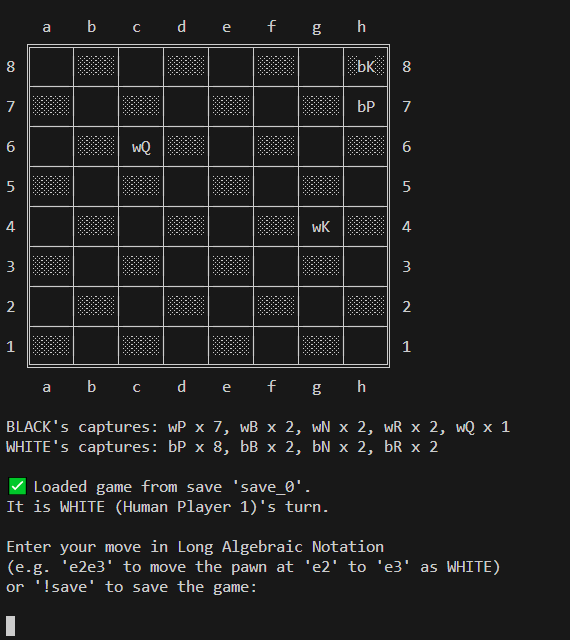 a b c d e f g h
8 bK 8
7 bP 7
6 wQ 6
5 5
4 wK 4
3 3
2 2
1 1
a b c d e f g h
BLACK's captures: wP x 7, wB x 2, wN x 2, wR x 2, wQ x 1
WHITE's captures: bP x 8, bB x 2, bN x 2, bR x 2
✅ Loaded game from save 'save_0'.
It is WHITE (Human Player 1)'s turn.
Enter your move in Long Algebraic Notation
(e.g. 'e2e3' to move the pawn at 'e2' to 'e3' as WHITE)
or '!save' to save the game: